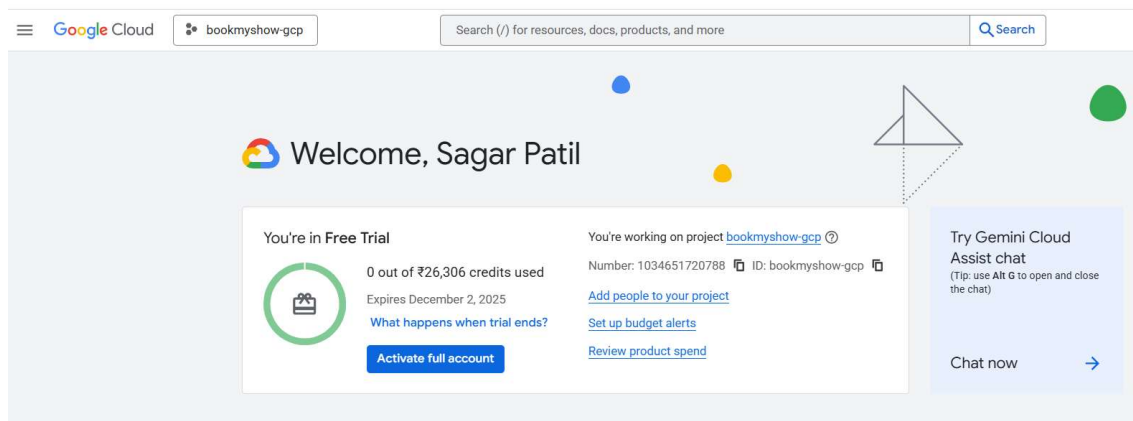 Google Cloud
bookmyshow-gcp
Search (/) for resources, docs, products, and more
Search
Welcome, Sagar Patil
You're in Free Trial
0 out of ₹26,306 credits used
Expires December 2, 2025
What happens when trial ends?
Activate full account
You're working on project bookmyshow-gcp
Number: 1034651720788 ID: bookmyshow-gcp
Add people to your project
Set up budget alerts
Review product spend
Try Gemini Cloud
Assist chat
(Tip: use Alt G to open and close
the chat)
Chat now